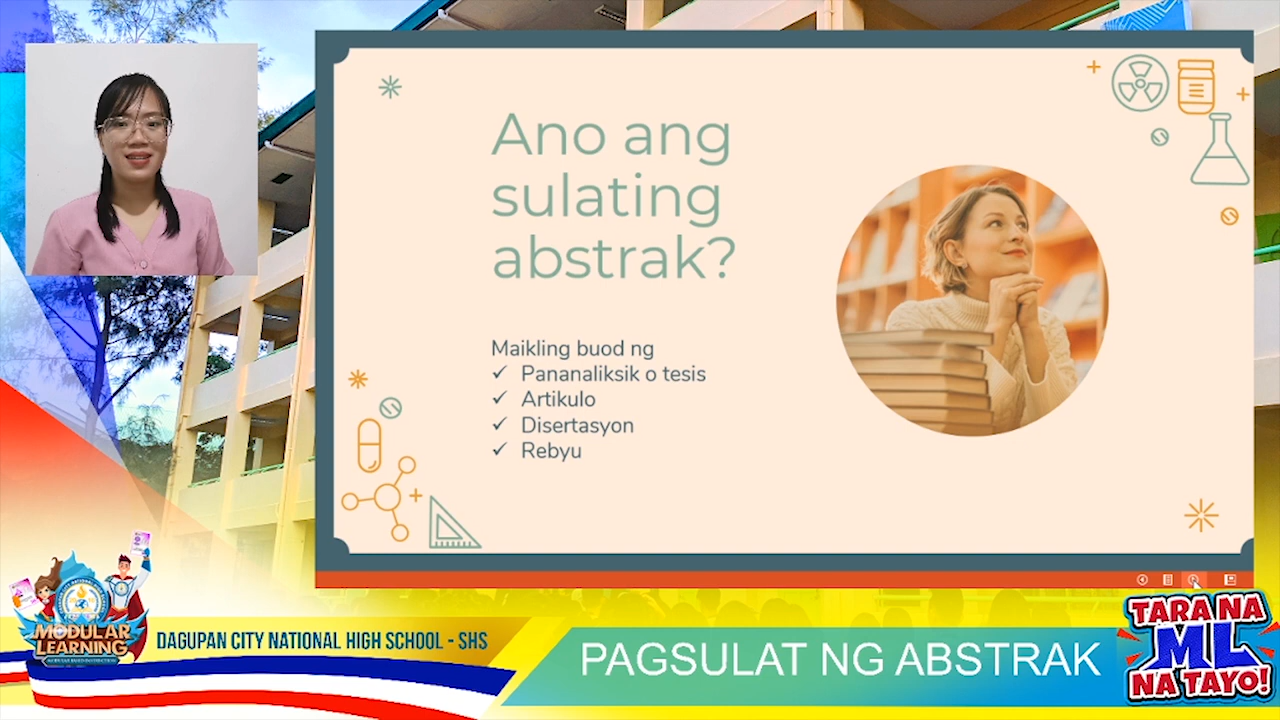 Ano ang
sulating
abstrak?
Maikling buod ng
✓ Pananaliksik o tesis
✓ Artikulo
✓ Disertasyon
✓ Rebyu
MODULAR
LEARNING
DAGUPAN CITY NATIONAL HIGH SCHOOL - SHS
PAGSULAT NG ABSTRAK
TARA NA
ML
NA TAYO!